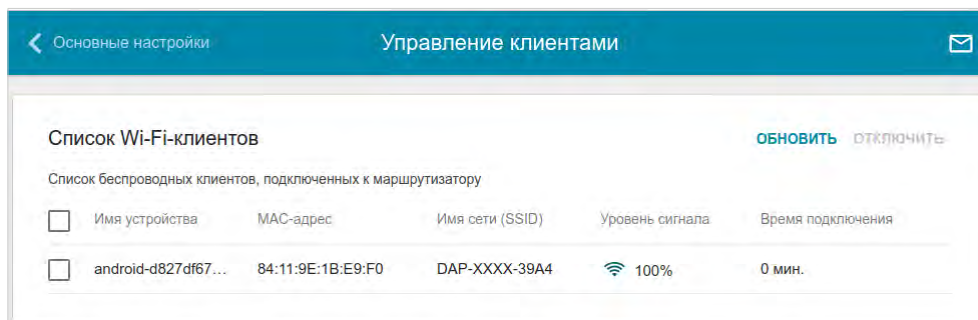 Основные настройки Управление клиентами
Список Wi-Fi-клиентов ОБНОВИТЬ ОТКЛЮЧИТЬ
Список беспроводных клиентов, подключенных к маршрутизатору
Имя устройства MAC-адрес Имя сети (SSID) Уровень сигнала Время подключения
android-d827df67... 84:11:9E:1B:E9:F0 DAP-XXXX-39A4 100% 0 мин.